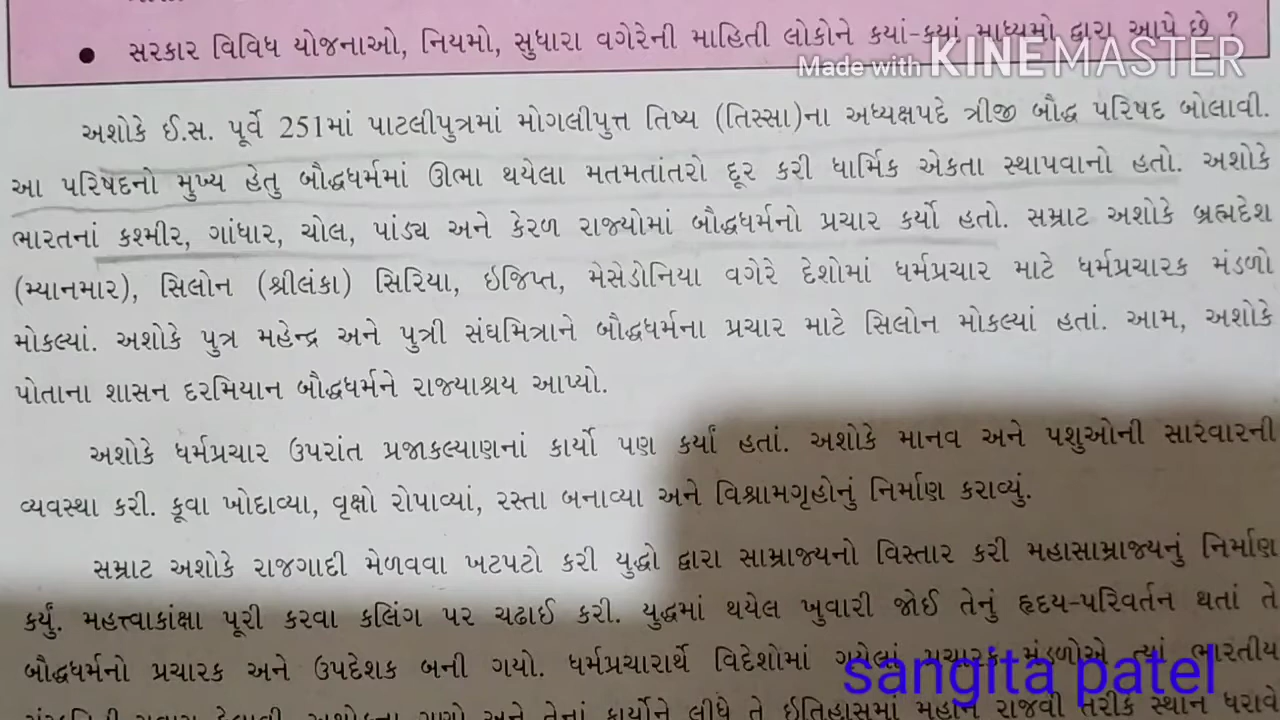 ● સરકાર વિવિધ યોજનાઓ, નિયમો, સુધારા વગેરેની માહિતી લોકોને કયાં-કયાં માધ્યમો દ્વારા આપે છે ?
Made with KINEMASTER
અશોકે ઈ.સ. પૂર્વે 251માં પાટલીપુત્રમાં મોગલીપુત્ત તિષ્ય (તિસ્સા)ના અધ્યક્ષપદે ત્રીજી બૌદ્ધ પરિષદ બોલાવી.
આ પરિષદનો મુખ્ય હેતુ બૌદ્ધધર્મમાં ઊભા થયેલા મતમતાંતરો દૂર કરી ધાર્મિક એકતા સ્થાપવાનો હતો. અશોકે
ભારતનાં કશ્મીર, ગાંધાર, ચોલ, પાંડ્ય અને કેરળ રાજ્યોમાં બૌદ્ધધર્મનો પ્રચાર કર્યો હતો. સમ્રાટ અશોકે બ્રહ્મદેશ
(મ્યાનમાર), સિલોન (શ્રીલંકા) સિરિયા, ઇજિપ્ત, મેસેડોનિયા વગેરે દેશોમાં ધર્મપ્રચાર માટે ધર્મપ્રચારક મંડળો
મોકલ્યાં. અશોકે પુત્ર મહેન્દ્ર અને પુત્રી સંઘમિત્રાને બૌદ્ધધર્મના પ્રચાર માટે સિલોન મોકલ્યાં હતાં. આમ, અશોકે
પોતાના શાસન દરમિયાન બૌદ્ધધર્મને રાજ્યાશ્રય આપ્યો.
અશોકે ધર્મપ્રચાર ઉપરાંત પ્રજાકલ્યાણનાં કાર્યો પણ કર્યાં હતાં. અશોકે માનવ અને પશુઓની સારવારની
વ્યવસ્થા કરી. કૂવા ખોદાવ્યા, વૃક્ષો રોપાવ્યાં, રસ્તા બનાવ્યા અને વિશ્રામગૃહોનું નિર્માણ કરાવ્યું.
સમ્રાટ અશોકે રાજગાદી મેળવવા ખટપટો કરી યુદ્ધો દ્વારા સામ્રાજ્યનો વિસ્તાર કરી મહાસામ્રાજ્યનું નિર્માણ
કર્યું. મહત્ત્વાકાંક્ષા પૂરી કરવા કલિંગ પર ચઢાઈ કરી. યુદ્ધમાં થયેલ ખુવારી જોઈ તેનું હૃદય-પરિવર્તન થતાં તે
બૌદ્ધધર્મનો પ્રચારક અને ઉપદેશક બની ગયો. ધર્મપ્રચારાર્થે વિદેશોમાં ગયેલાં પ્રચારક મંડળોએ ત્યાં ભારતીય
sangita patel
અને તેનાં કાર્યોને લીધે તે ઇતિહાસમાં મહાન રાજવી તરીકે સ્થાન ધરાવે